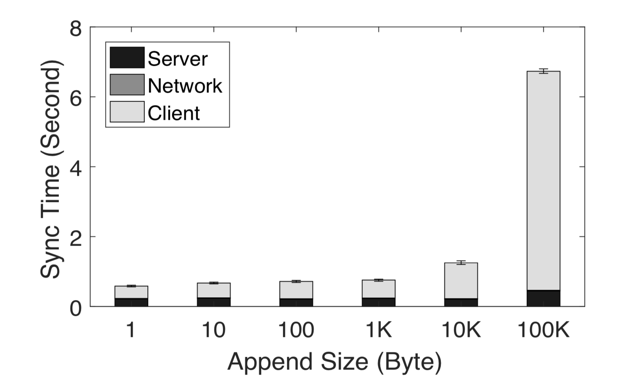 8
6
4
2
0
Sync Time (Second)
Server
Network
Client
1 10 100 1K 10K 100K
Append Size (Byte)